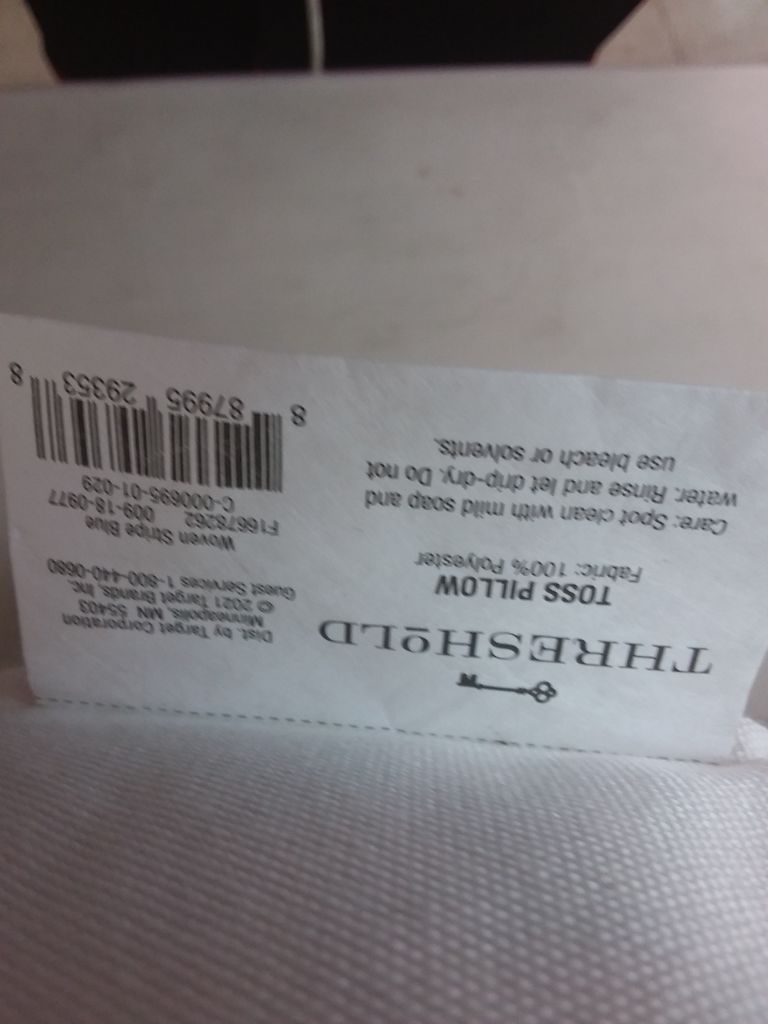 THRESHOLD
TOSS PILLOW
Fabric: 100% Polyester
Care: Spot clean with mild soap and
water. Rinse and let drip-dry. Do not
use bleach or solvents.
Dist. by Target Corporation
Minneapolis, MN 55403
© 2021 Target Brands, Inc.
Guest Services 1-800-440-0680
Woven Stripe Blue
F16678262 009-18-0977
C-000695-01-029
8 87995 29353 8